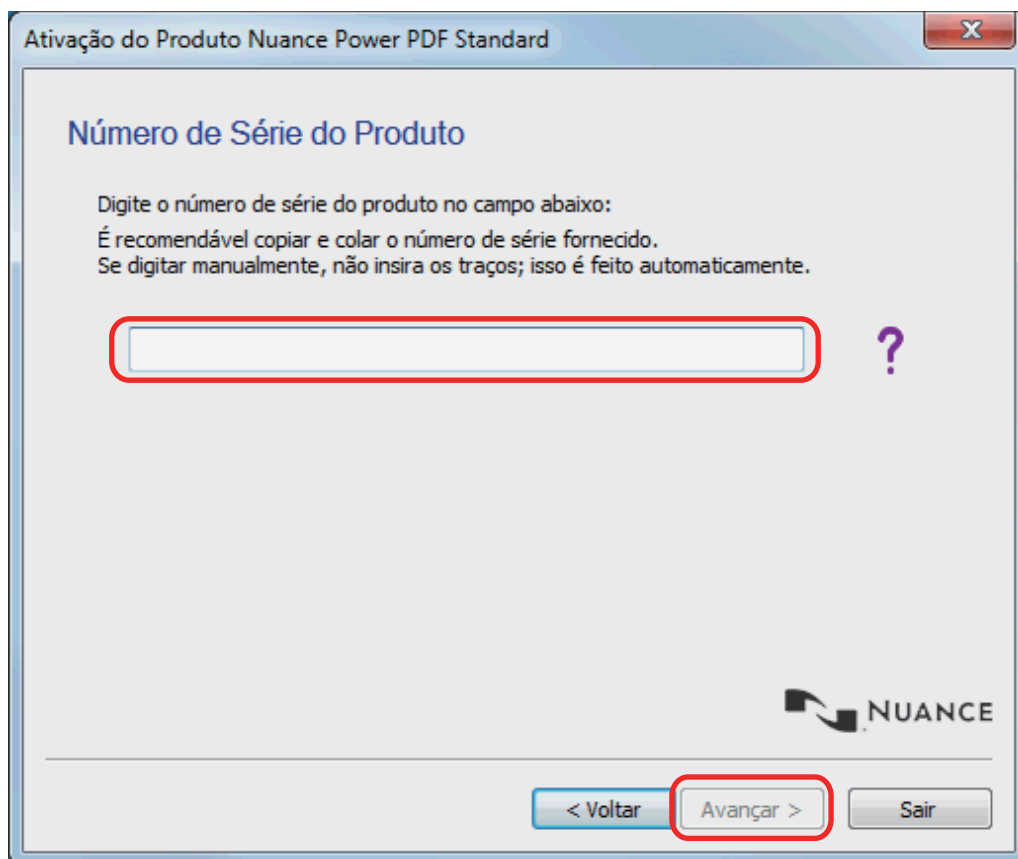 Ativação do Produto Nuance Power PDF Standard
X
Número de Série do Produto
Digite o número de série do produto no campo abaixo:
É recomendável copiar e colar o número de série fornecido.
Se digitar manualmente, não insira os traços; isso é feito automaticamente.
?
NUANCE
< Voltar
Avançar >
Sair